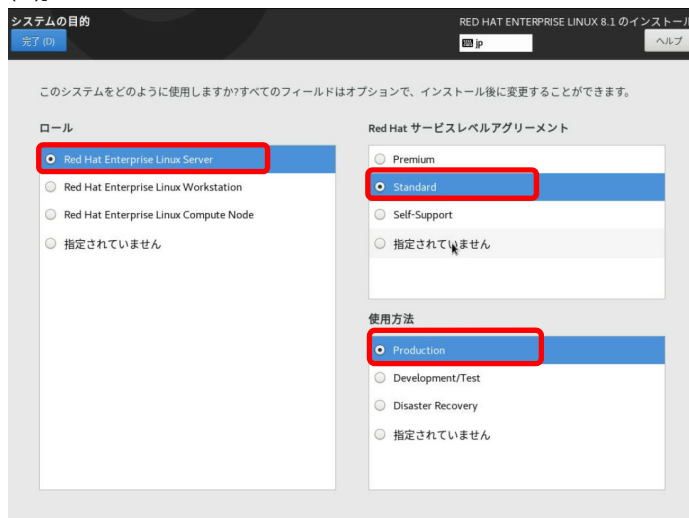 システムの目的
RED HAT ENTERPRISE LINUX 8.1 のインストール
完了 (D)
jp
ヘルプ
このシステムをどのように使用しますか?すべてのフィールドはオプションで、インストール後に変更することができます。
ロール
Red Hat Enterprise Linux Server
Red Hat Enterprise Linux Workstation
Red Hat Enterprise Linux Compute Node
指定されていません
Red Hat サービスレベルアグリーメント
Premium
Standard
Self-Support
指定されていません
使用方法
Production
Development/Test
Disaster Recovery
指定されていません